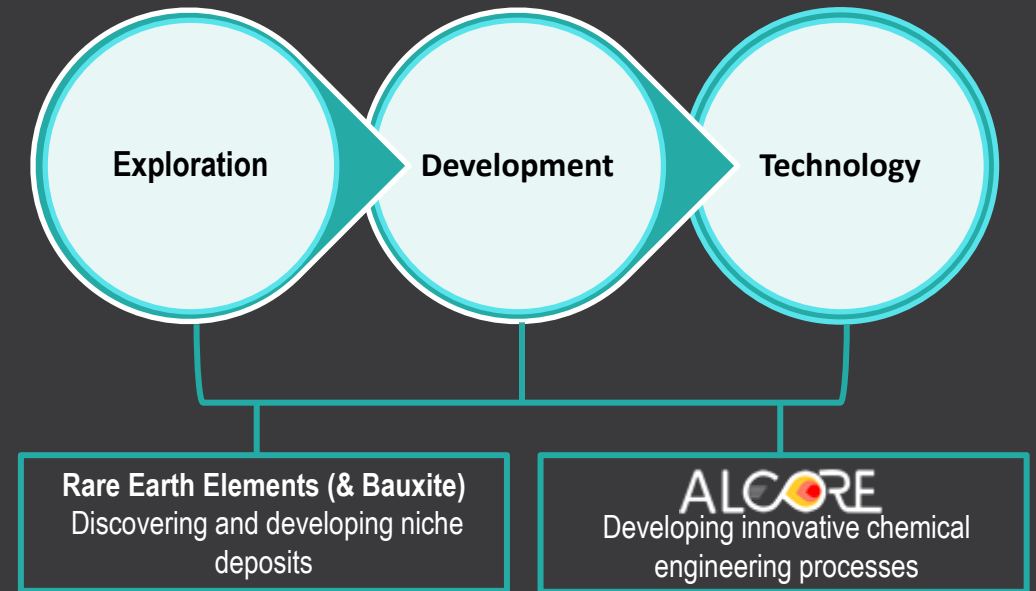 Exploration
Development
Technology
Rare Earth Elements (& Bauxite)
Discovering and developing niche
deposits
ALCORE
Developing innovative chemical
engineering processes